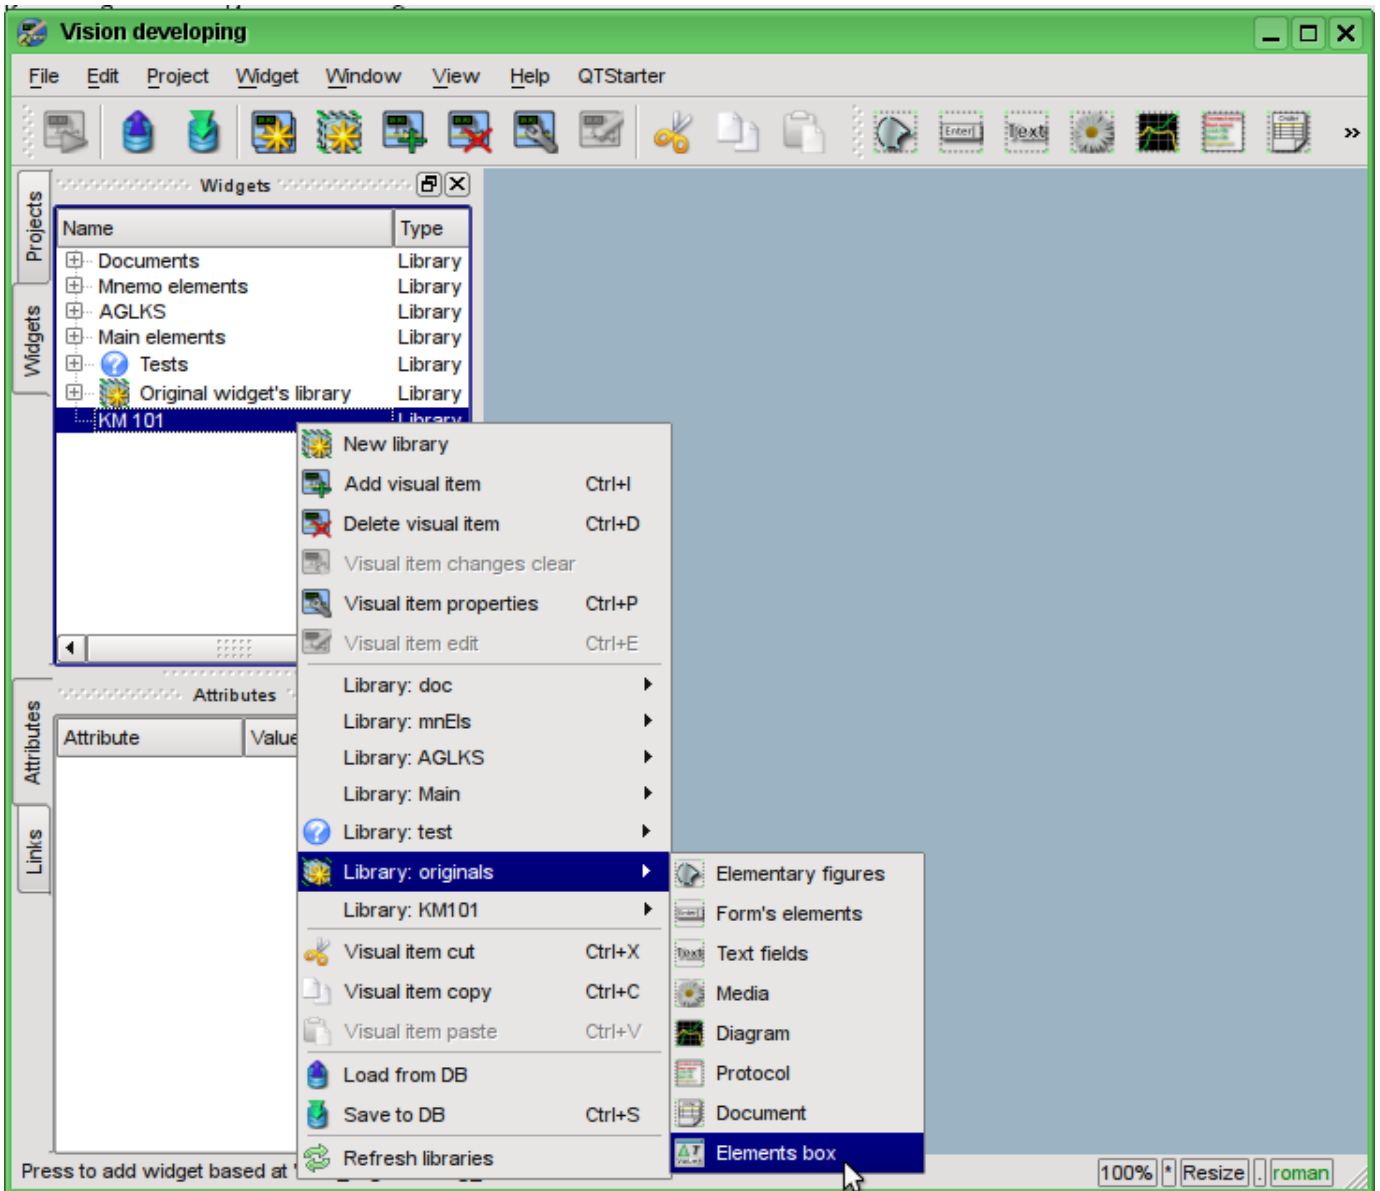 Vision developing
File Edit Project Widget Window View Help QTStarter
Enter Text »
Projects
Widgets
Widgets
Name Type
Documents Library
Mnemo elements Library
AGLKS Library
Main elements Library
Tests Library
Original widget's library Library
KM 101 Library
New library
Add visual item Ctrl+I
Delete visual item Ctrl+D
Visual item changes clear
Visual item properties Ctrl+P
Visual item edit Ctrl+E
Attributes
Links
Attributes
Attribute Value
Library: doc
Library: mnEls
Library: AGLKS
Library: Main
Library: test
Library: originals
Library: KM101
Visual item cut Ctrl+X
Visual item copy Ctrl+C
Visual item paste Ctrl+V
Load from DB
Save to DB Ctrl+S
Refresh libraries
Elementary figures
Form's elements
Text fields
Media
Diagram
Protocol
Document
Elements box
Press to add widget based at '
100% * Resize . roman